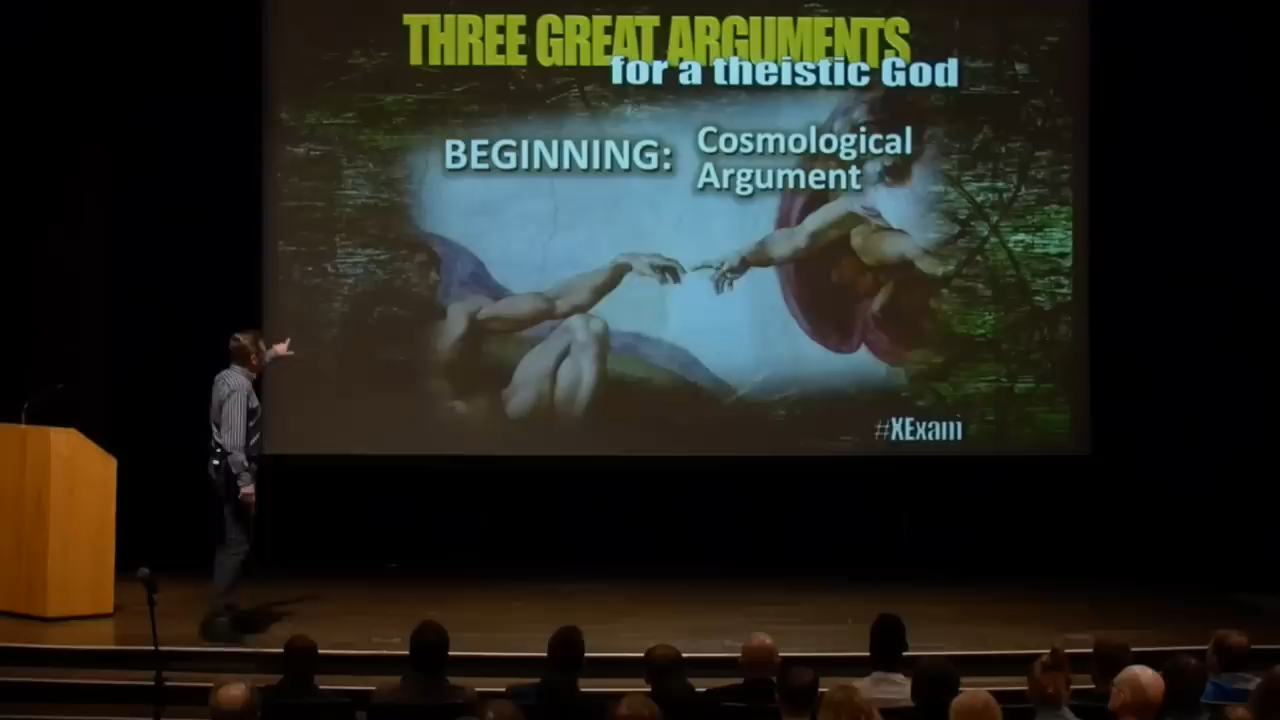 THREE GREAT ARGUMENTS
for a theistic God
BEGINNING: Cosmological
Argument
#XExam